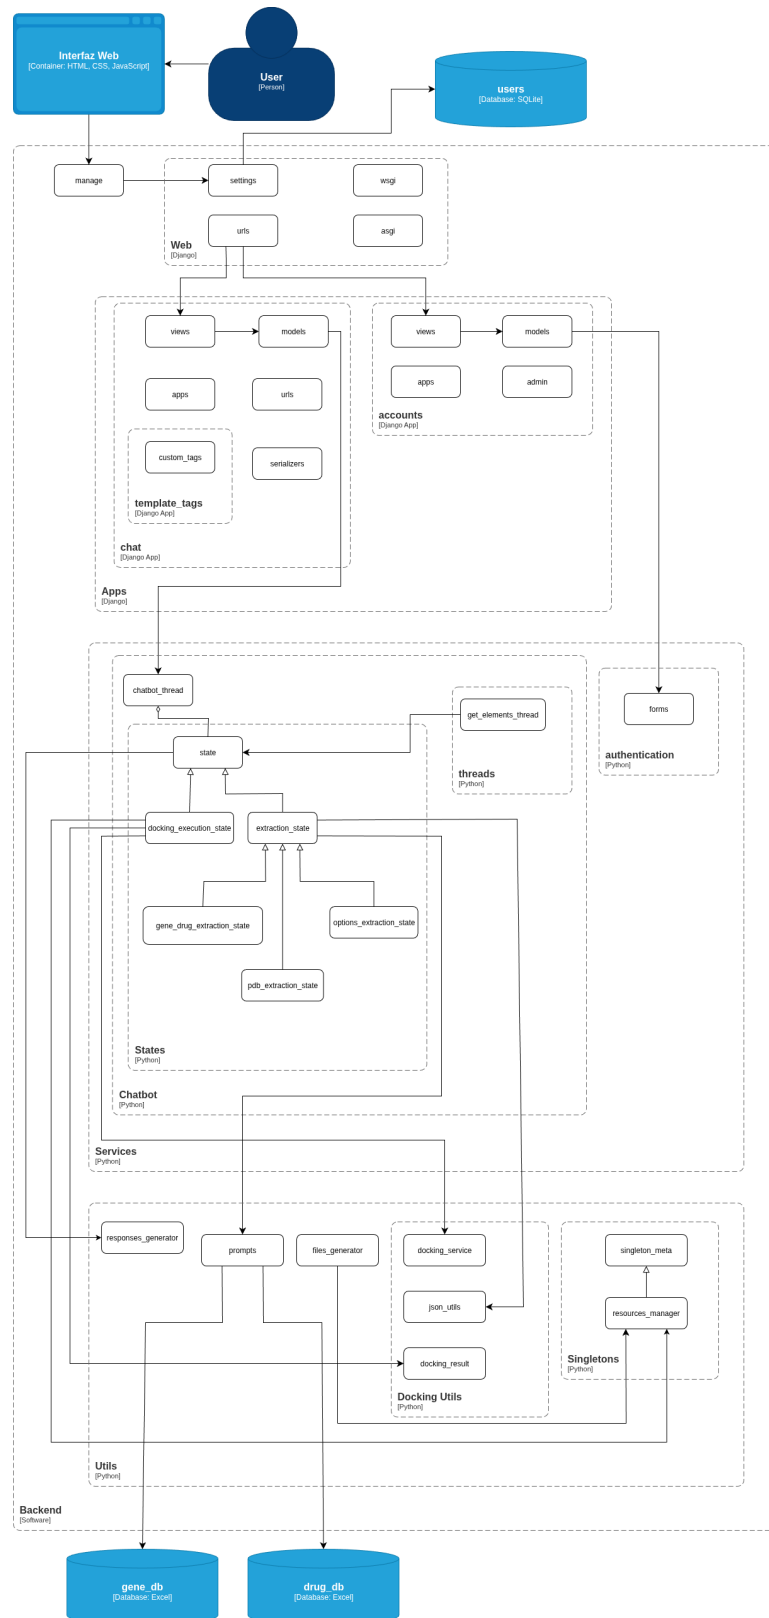 Interfaz Web
[Container: HTML, CSS, JavaScript]
User
[Person]
users
[Database: SQLite]
manage
settings
wsgi
urls
asgi
Web
[Django]
views
models
views
models
apps
urls
apps
admin
accounts
[Django App]
custom_tags
serializers
template_tags
[Django App]
chat
[Django App]
Apps
[Django]
chatbot_thread
get_elements_thread
forms
state
authentication
[Python]
threads
[Python]
docking_execution_state
extraction_state
gene_drug_extraction_state
options_extraction_state
pdb_extraction_state
States
[Python]
Chatbot
[Python]
Services
[Python]
responses_generator
prompts
files_generator
docking_service
singleton_meta
json_utils
resources_manager
docking_result
Singletons
[Python]
Docking Utils
[Python]
Utils
[Python]
Backend
[Software]
gene_db
[Database: Excel]
drug_db
[Database: Excel]